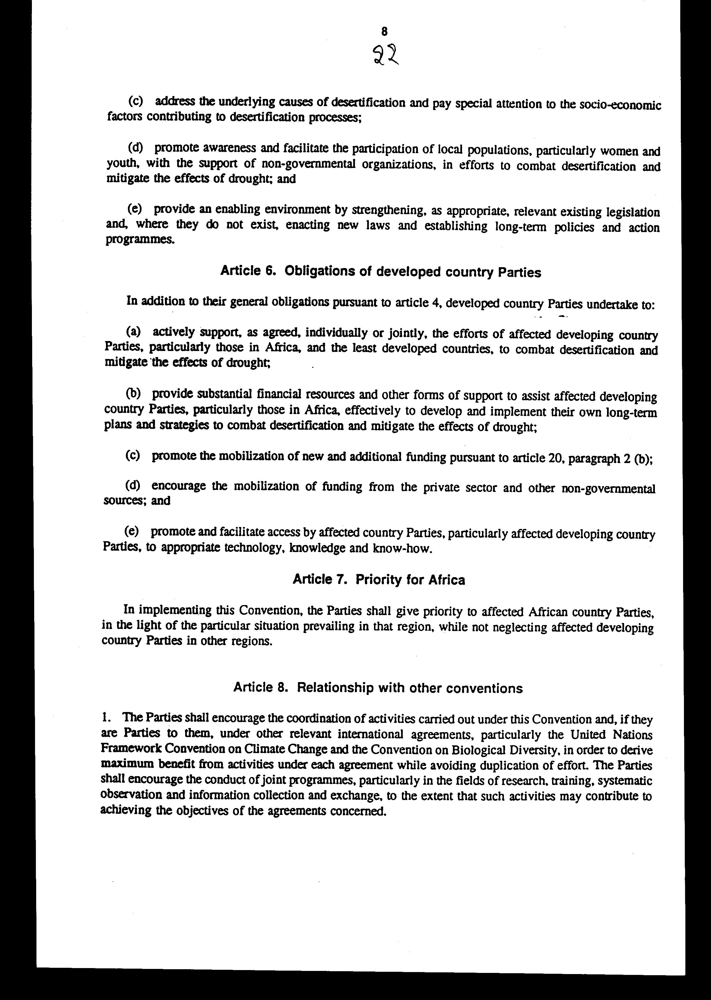 8
22
(c) address the underlying causes of desertification and pay special attention to the socio-economic
factors contributing to desertification processes;
(d) promote awareness and facilitate the participation of local populations, particularly women and
youth, with the support of non-governmental organizations, in efforts to combat desertification and
mitigate the effects of drought; and
(e) provide an enabling environment by strengthening, as appropriate, relevant existing legislation
and, where they do not exist, enacting new laws and establishing long-term policies and action
programmes.
Article 6. Obligations of developed country Parties
In addition to their general obligations pursuant to article 4, developed country Parties undertake to:
(a) actively support, as agreed, individually or jointly, the efforts of affected developing country
Parties, particularly those in Africa, and the least developed countries, to combat desertification and
mitigate the effects of drought;
(b) provide substantial financial resources and other forms of support to assist affected developing
country Parties, particularly those in Africa, effectively to develop and implement their own long-term
plans and strategies to combat desertification and mitigate the effects of drought;
(c) promote the mobilization of new and additional funding pursuant to article 20, paragraph 2 (b);
(d) encourage the mobilization of funding from the private sector and other non-governmental
sources; and
(e) promote and facilitate access by affected country Parties, particularly affected developing country
Parties, to appropriate technology, knowledge and know-how.
Article 7. Priority for Africa
In implementing this Convention, the Parties shall give priority to affected African country Parties,
in the light of the particular situation prevailing in that region, while not neglecting affected developing
country Parties in other regions.
Article 8. Relationship with other conventions
1. The Parties shall encourage the coordination of activities carried out under this Convention and, if they
are Parties to them, under other relevant international agreements, particularly the United Nations
Framework Convention on Climate Change and the Convention on Biological Diversity, in order to derive
maximum benefit from activities under each agreement while avoiding duplication of effort. The Parties
shall encourage the conduct of joint programmes, particularly in the fields of research, training, systematic
observation and information collection and exchange, to the extent that such activities may contribute to
achieving the objectives of the agreements concerned.